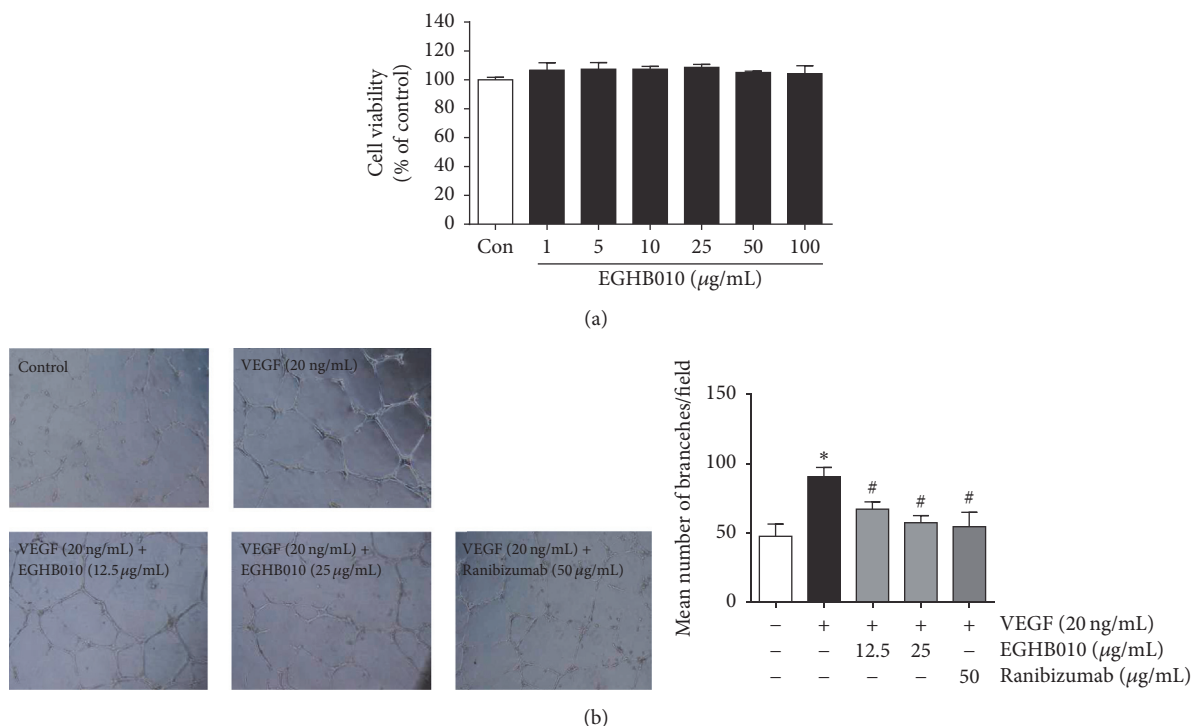 140
120
100
80
60
40
20
0
Cell viability
(% of control)
Con 1 5 10 25 50 100
EGHB010 (μg/mL)
(a)
Control
VEGF (20 ng/mL)
VEGF (20 ng/mL) +
EGHB010 (12.5 μg/mL)
VEGF (20 ng/mL) +
EGHB010 (25 μg/mL)
VEGF (20 ng/mL) +
Ranibizumab (50 μg/mL)
Mean number of brancehes/field
150
100
50
0
*
# # #
− + + + + VEGF (20 ng/mL)
− − 12.5 25 − EGHB010 (μg/mL)
− − − − 50 Ranibizumab (μg/mL)
(b)